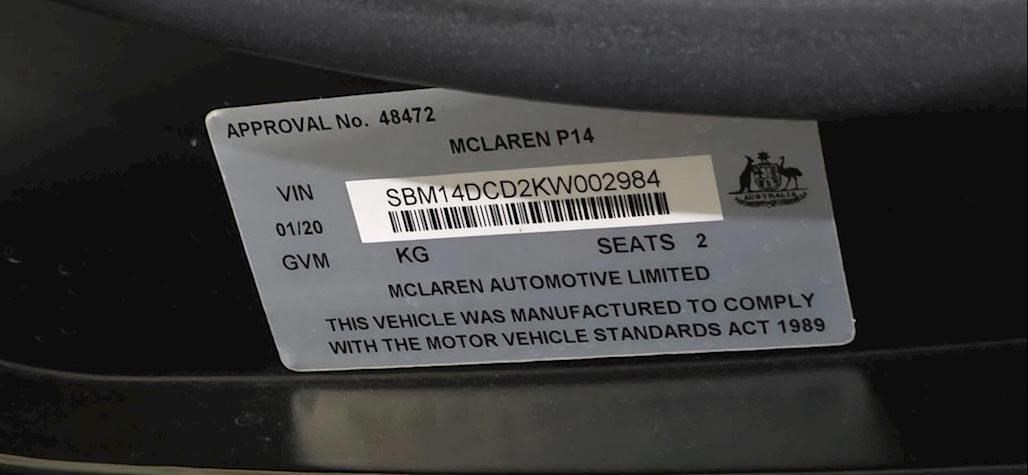 APPROVAL No. 48472
MCLAREN P14
VIN SBM14DCD2KW002984
AUSTRALIA
01/20
GVM KG SEATS 2
MCLAREN AUTOMOTIVE LIMITED
THIS VEHICLE WAS MANUFACTURED TO COMPLY
WITH THE MOTOR VEHICLE STANDARDS ACT 1989